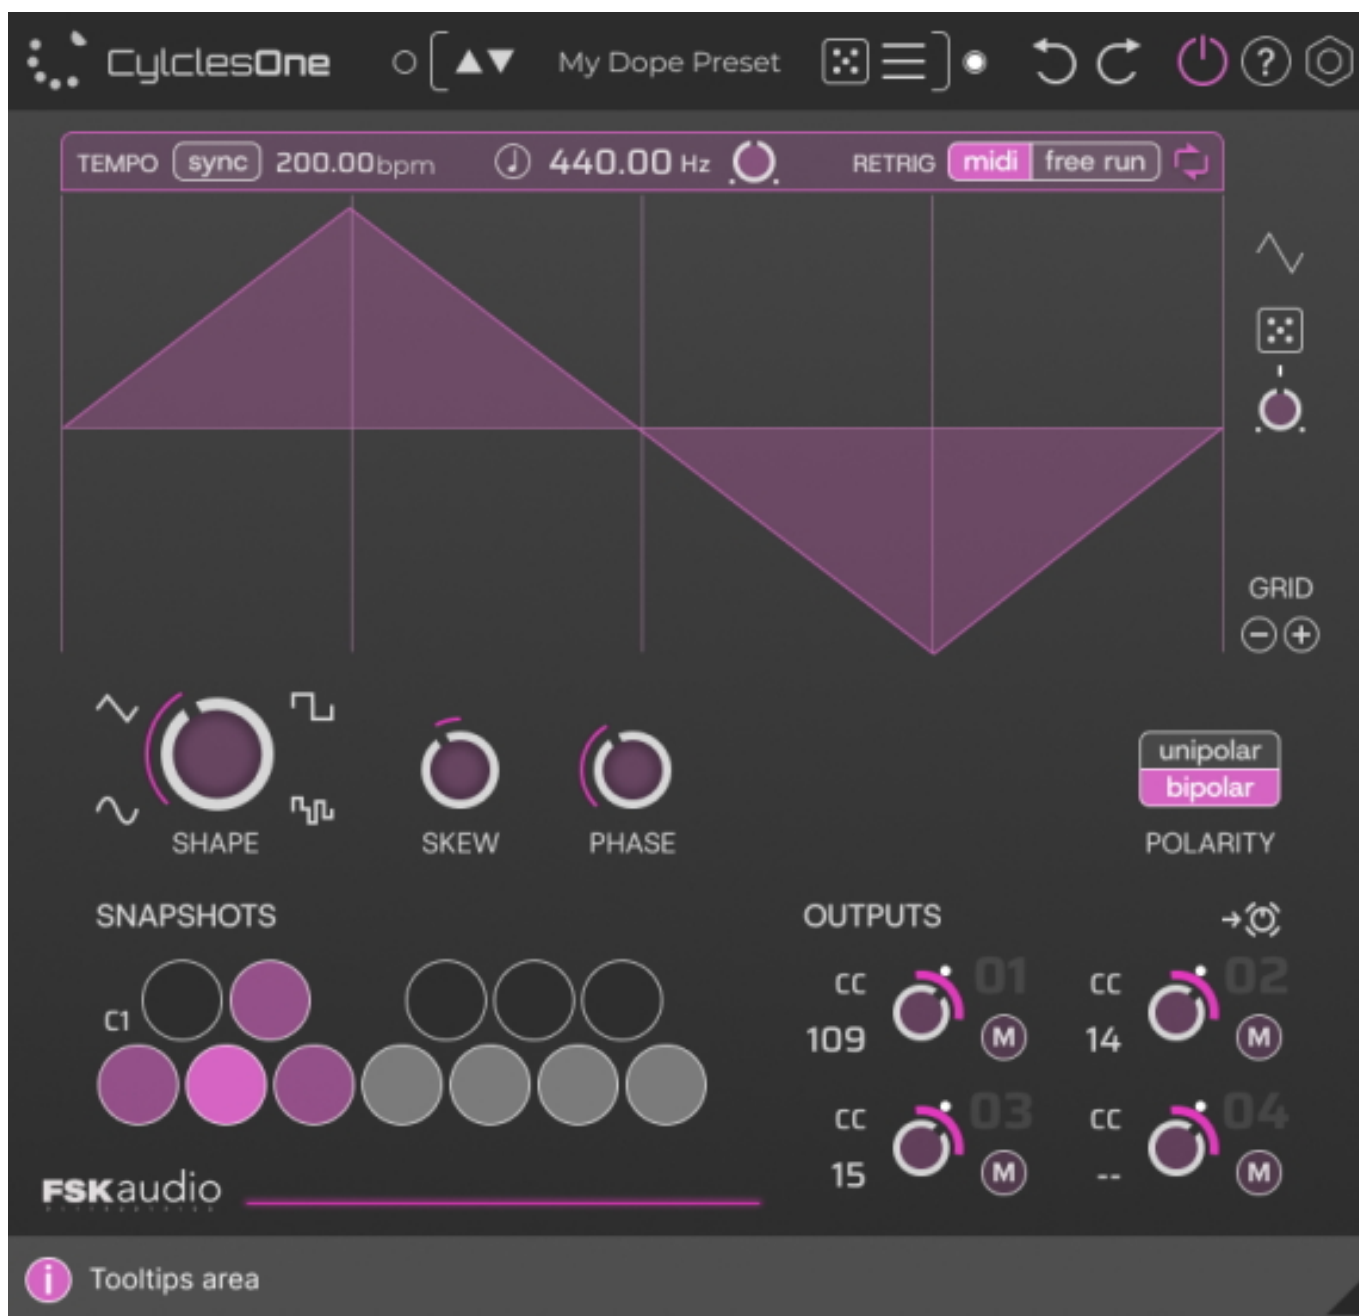 CylclesOne
My Dope Preset
?
TEMPO sync 200.00bpm 440.00 Hz RETRIG midi free run
GRID
unipolar
bipolar
SHAPE SKEW PHASE POLARITY
SNAPSHOTS OUTPUTS
CC 01 CC 02
C1
109 M 14 M
CC 03 CC 04
15 M -- M
FSKaudio
i Tooltips area